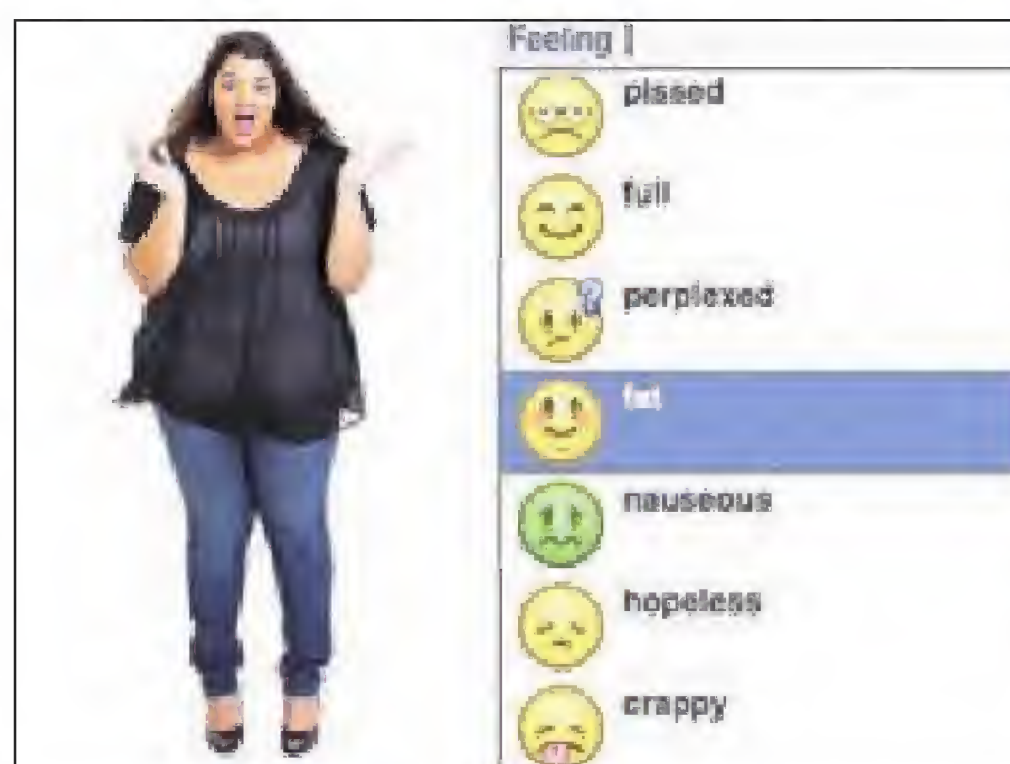 Feeling
pissed
full
perplexed
fat
nauseous
hopeless
crappy